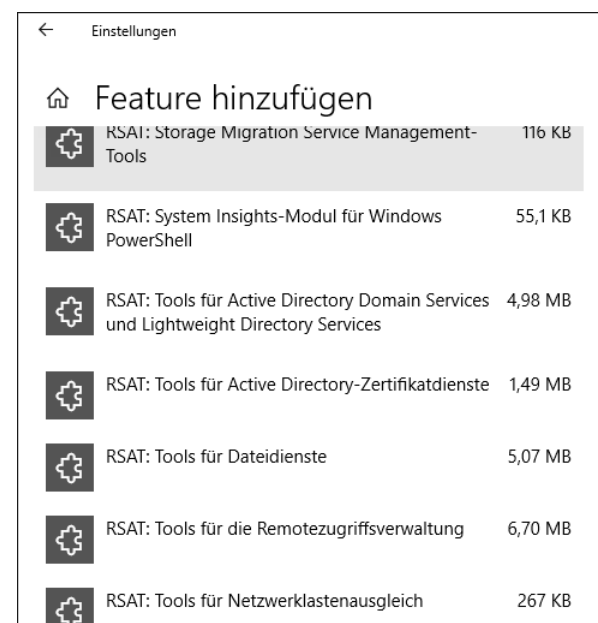 Einstellungen
Feature hinzufügen
RSAT: Storage Migration Service Management-
Tools
116 KB
RSAT: System Insights-Modul für Windows
PowerShell
55,1 KB
RSAT: Tools für Active Directory Domain Services
und Lightweight Directory Services
4,98 MB
RSAT: Tools für Active Directory-Zertifikatdienste
1,49 MB
RSAT: Tools für Dateidienste
5,07 MB
RSAT: Tools für die Remotezugriffsverwaltung
6,70 MB
RSAT: Tools für Netzwerklastenausgleich
267 KB